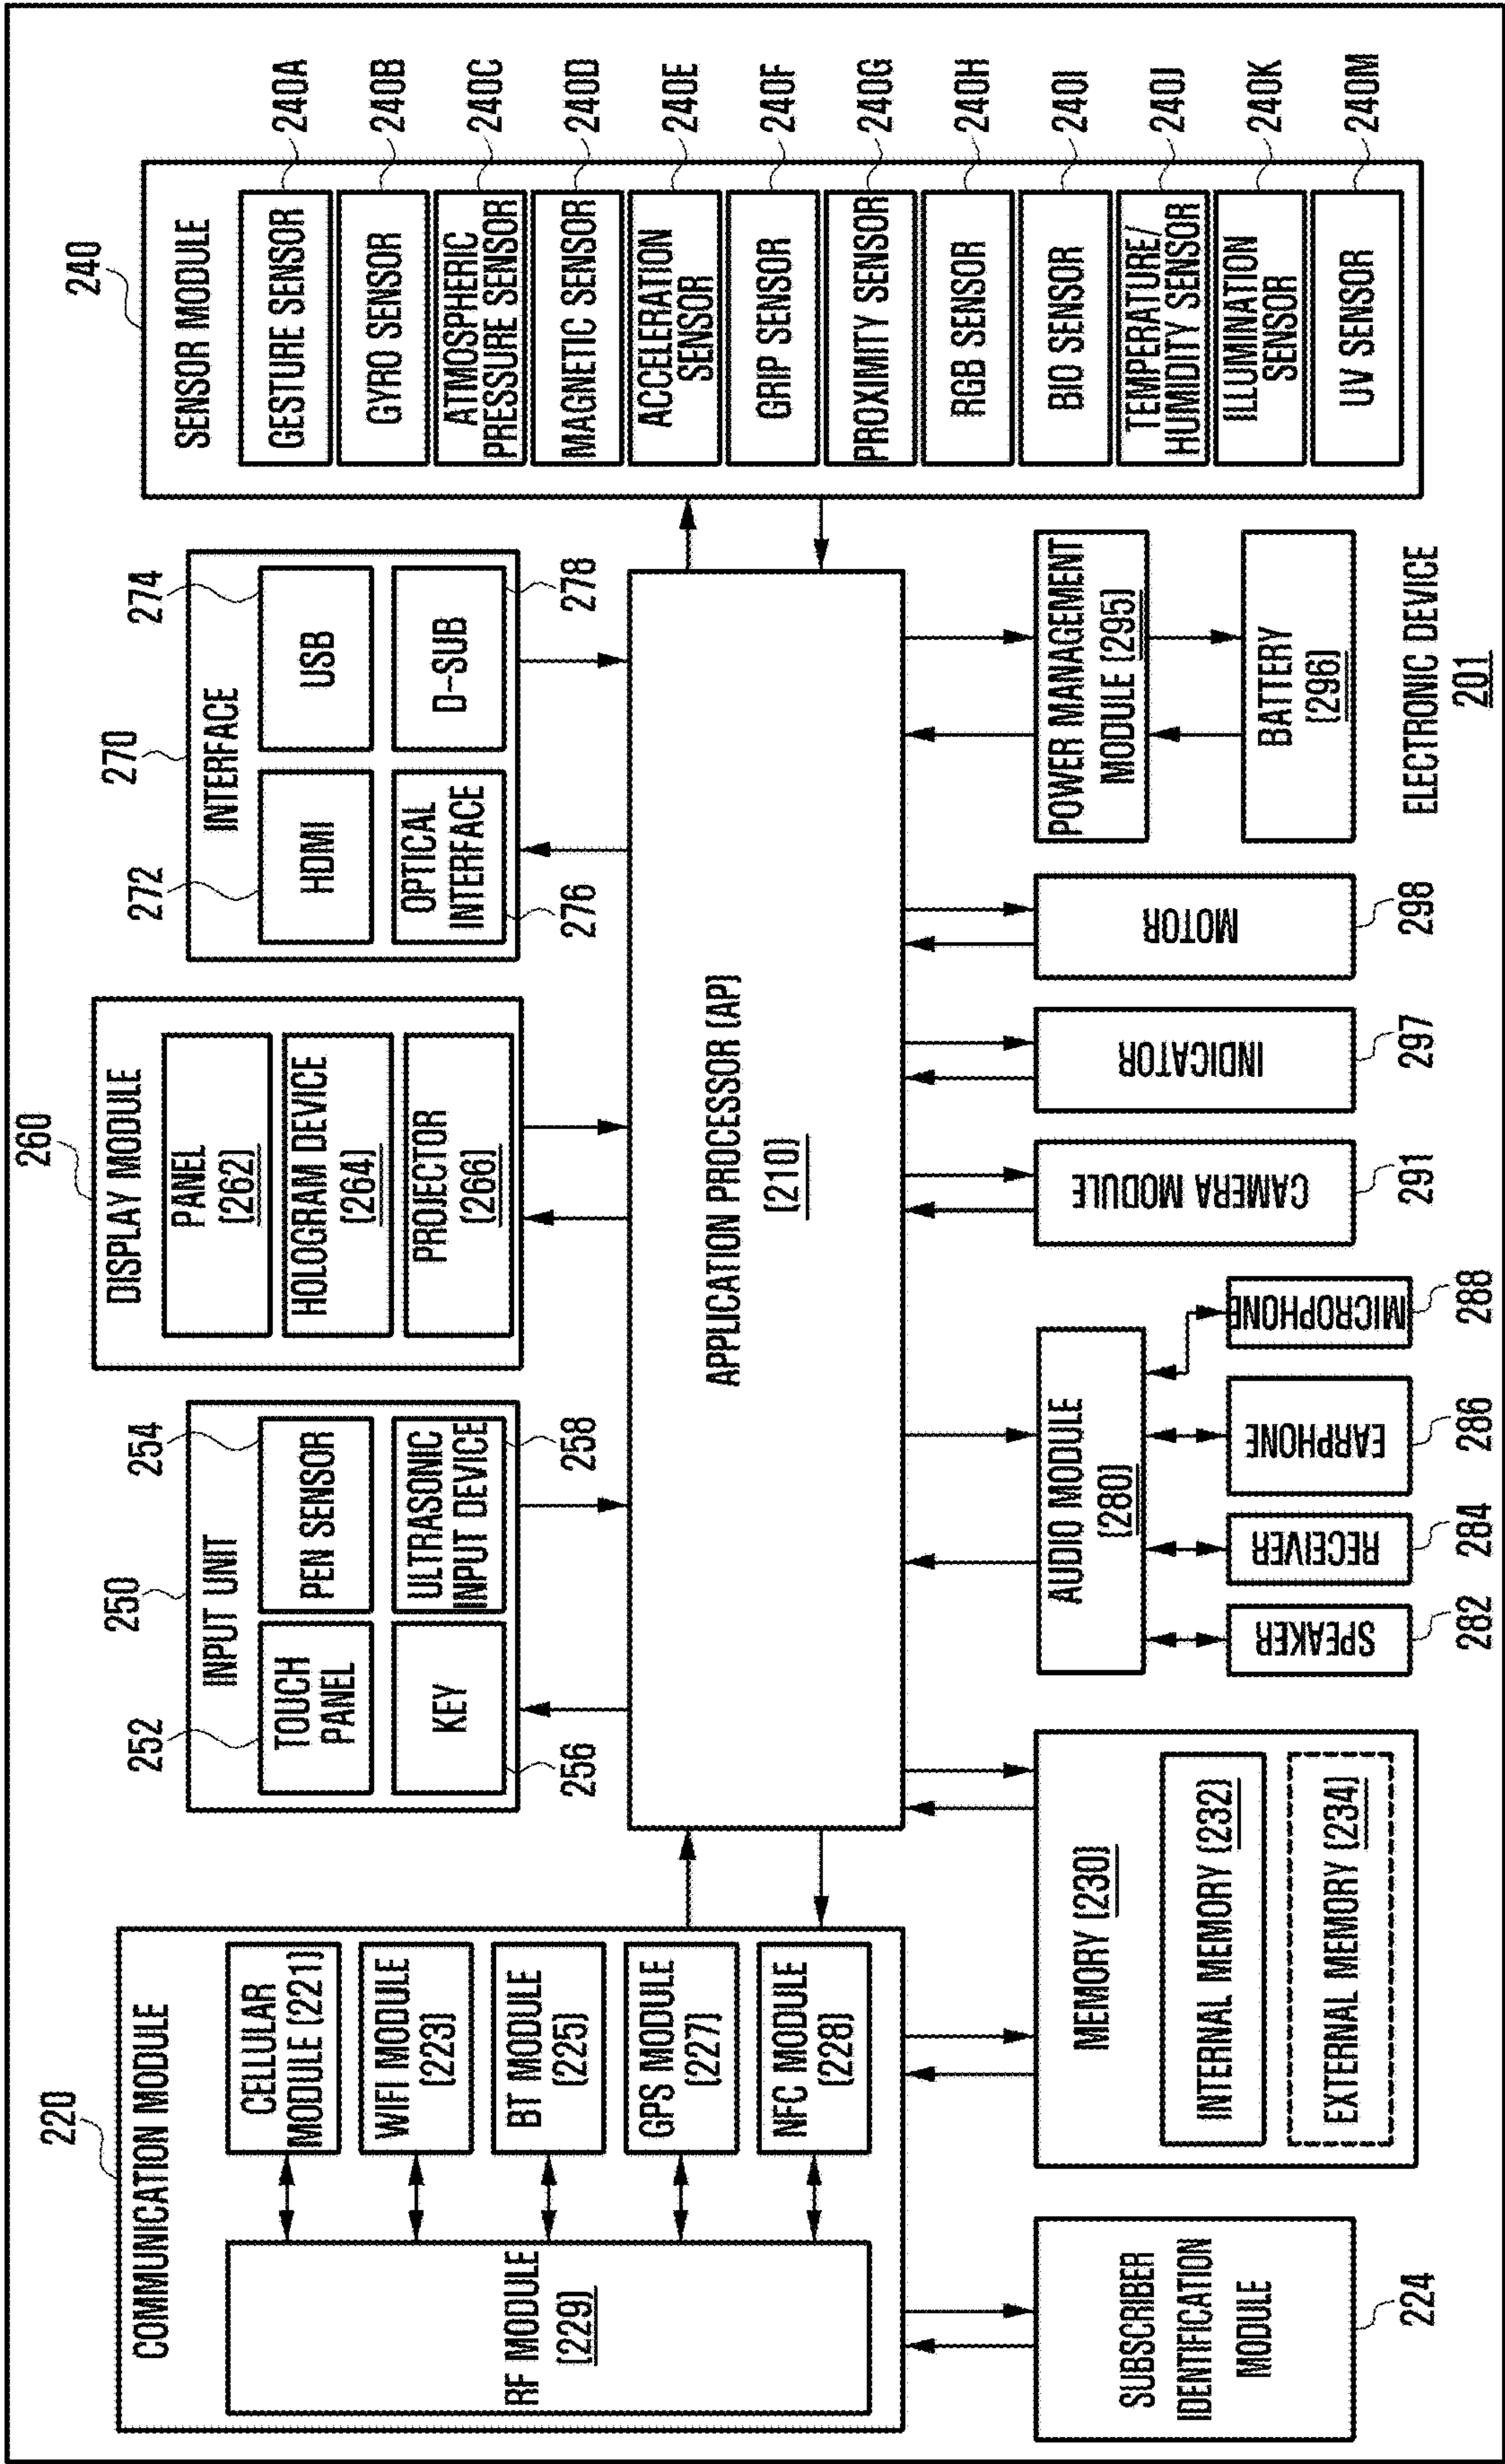 220
COMMUNICATION MODULE
RF MODULE
(229)
CELLULAR
MODULE (221)
WIFI MODULE
(223)
BT MODULE
(225)
GPS MODULE
(227)
NFC MODULE
(228)
250
INPUT UNIT
252
TOUCH
PANEL
254
PEN SENSOR
KEY
256
ULTRASONIC
INPUT DEVICE
258
260
DISPLAY MODULE
PANEL
(262)
HOLOGRAM DEVICE
(264)
PROJECTOR
(266)
270
INTERFACE
272
HDMI
274
USB
OPTICAL
INTERFACE
276
D-SUB
278
240
SENSOR MODULE
GESTURE SENSOR
240A
GYRO SENSOR
240B
ATMOSPHERIC
PRESSURE SENSOR
240C
MAGNETIC SENSOR
240D
ACCELERATION
SENSOR
240E
GRIP SENSOR
240F
PROXIMITY SENSOR
240G
RGB SENSOR
240H
BIO SENSOR
240I
TEMPERATURE/
HUMIDITY SENSOR
240J
ILLUMINATION
SENSOR
240K
UV SENSOR
240M
APPLICATION PROCESSOR (AP)
(210)
SUBSCRIBER
IDENTIFICATION
MODULE
224
MEMORY (230)
INTERNAL MEMORY (232)
EXTERNAL MEMORY (234)
AUDIO MODULE
(280)
SPEAKER
282
RECEIVER
284
EARPHONE
286
MICROPHONE
288
CAMERA MODULE
291
INDICATOR
297
MOTOR
298
POWER MANAGEMENT
MODULE (295)
BATTERY
(296)
ELECTRONIC DEVICE
201